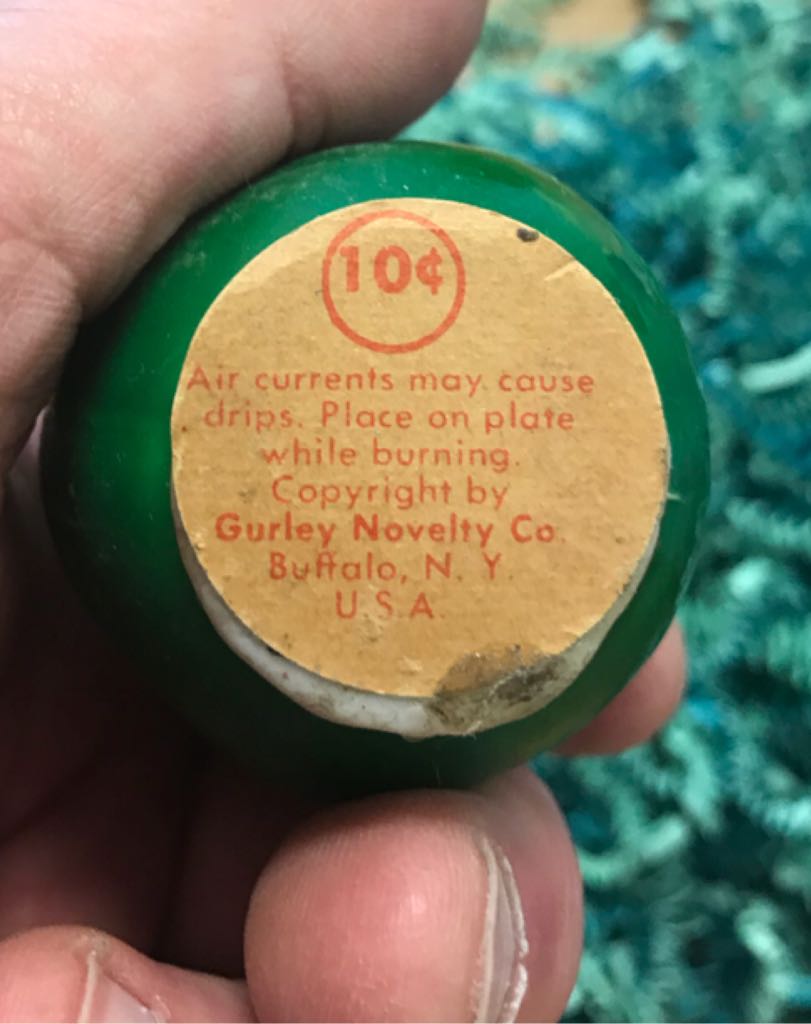 10¢
Air currents may cause
drips. Place on plate
while burning.
Copyright by
Gurley Novelty Co.
Buffalo, N. Y.
U.S.A.